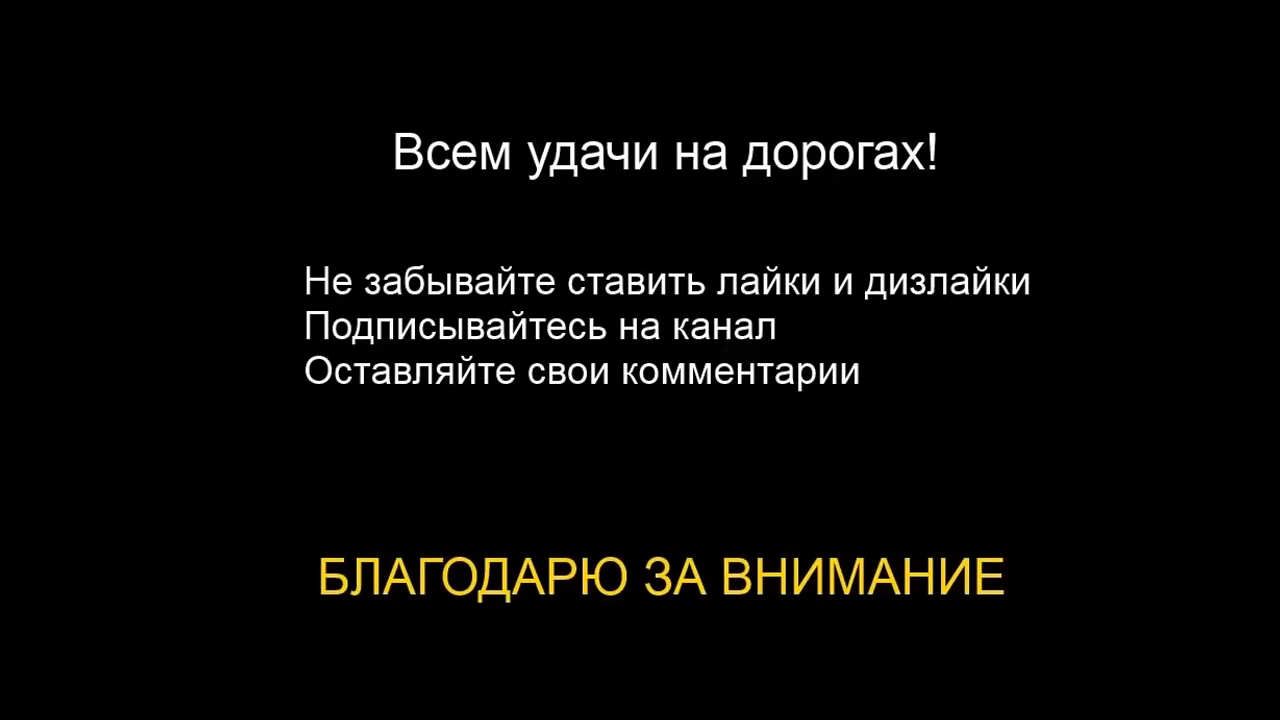 Всем удачи на дорогах!
Не забывайте ставить лайки и дизлайки
Подписывайтесь на канал
Оставляйте свои комментарии
БЛАГОДАРЮ ЗА ВНИМАНИЕ